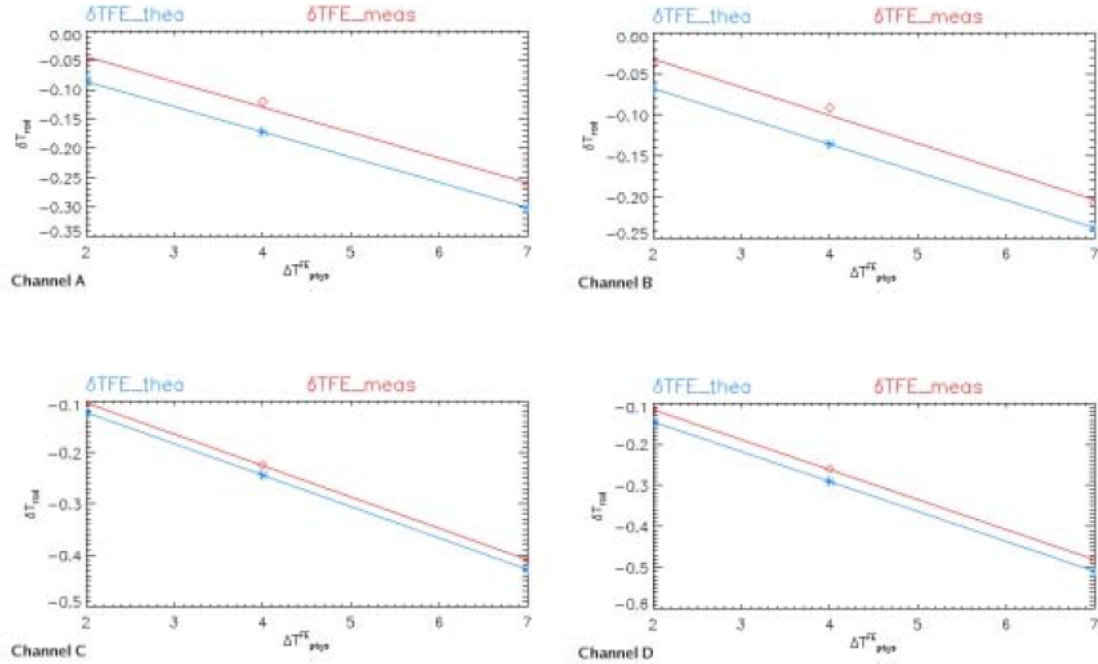 δTFE_thea δTFE_meas
0.00
-0.05
-0.10
-0.15
-0.20
-0.25
-0.30
-0.35
δT_rad
2 3 4 5 6 7
ΔT^FE_phys
Channel A
δTFE_thea δTFE_meas
0.00
-0.05
-0.10
-0.15
-0.20
-0.25
δT_rad
2 3 4 5 6 7
ΔT^FE_phys
Channel B
δTFE_thea δTFE_meas
-0.1
-0.2
-0.3
-0.4
-0.5
δT_rad
2 3 4 5 6 7
ΔT^FE_phys
Channel C
δTFE_thea δTFE_meas
-0.1
-0.2
-0.3
-0.4
-0.5
-0.6
δT_rad
2 3 4 5 6 7
ΔT^FE_phys
Channel D